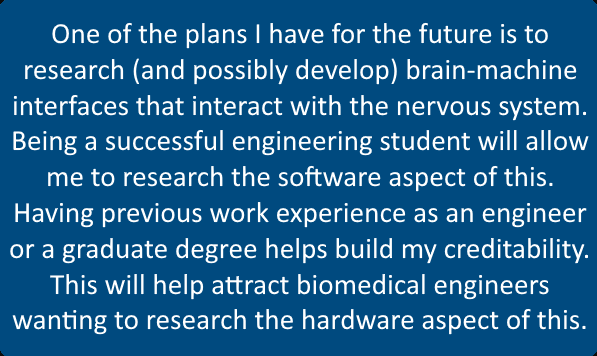 One of the plans I have for the future is to
research (and possibly develop) brain-machine
interfaces that interact with the nervous system.
Being a successful engineering student will allow
me to research the software aspect of this.
Having previous work experience as an engineer
or a graduate degree helps build my creditability.
This will help attract biomedical engineers
wanting to research the hardware aspect of this.